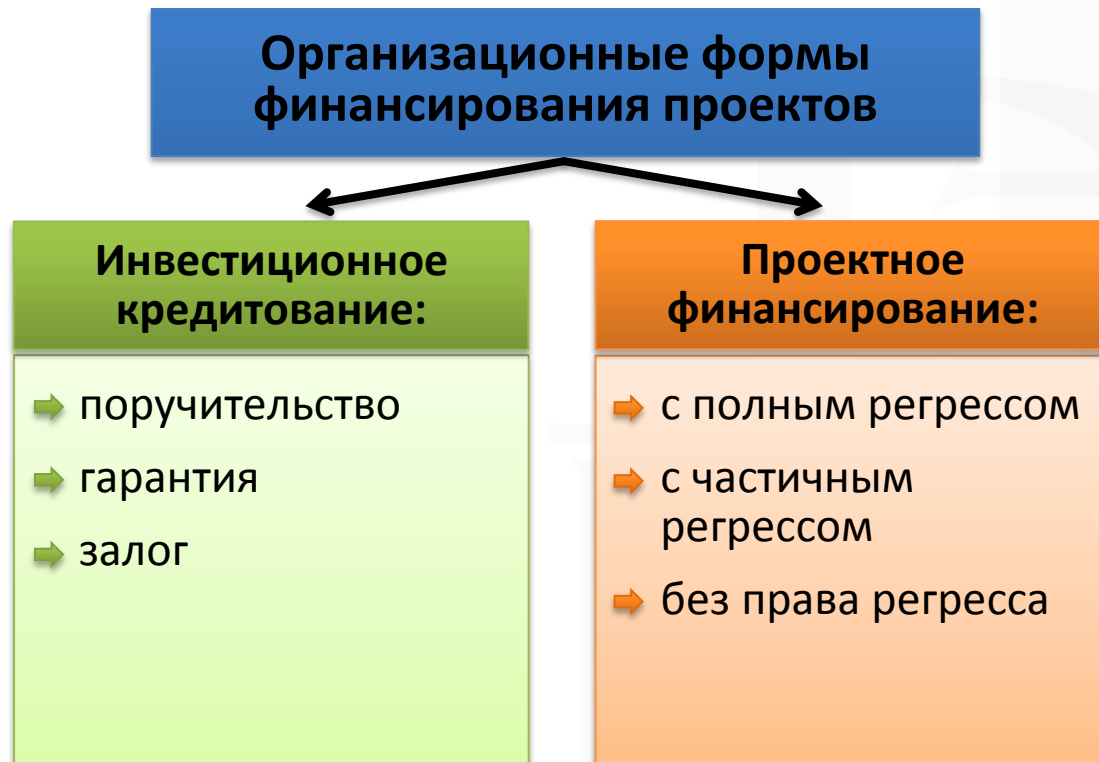 Организационные формы
финансирования проектов
Инвестиционное
кредитование:
поручительство
гарантия
залог
Проектное
финансирование:
с полным регрессом
с частичным
регрессом
без права регресса